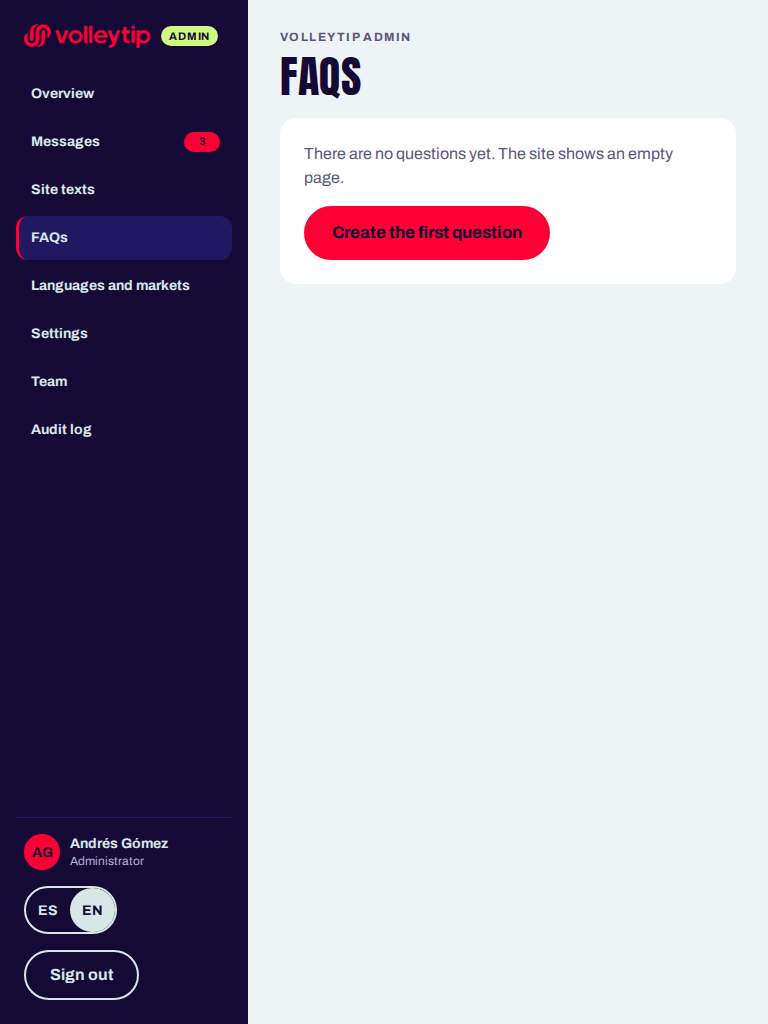 volleytip ADMIN
Overview
Messages 3
Site texts
FAQs
Languages and markets
Settings
Team
Audit log
AG Andrés Gómez
Administrator
ES EN
Sign out
VOLLEYTIP ADMIN
FAQS
There are no questions yet. The site shows an empty
page.
Create the first question